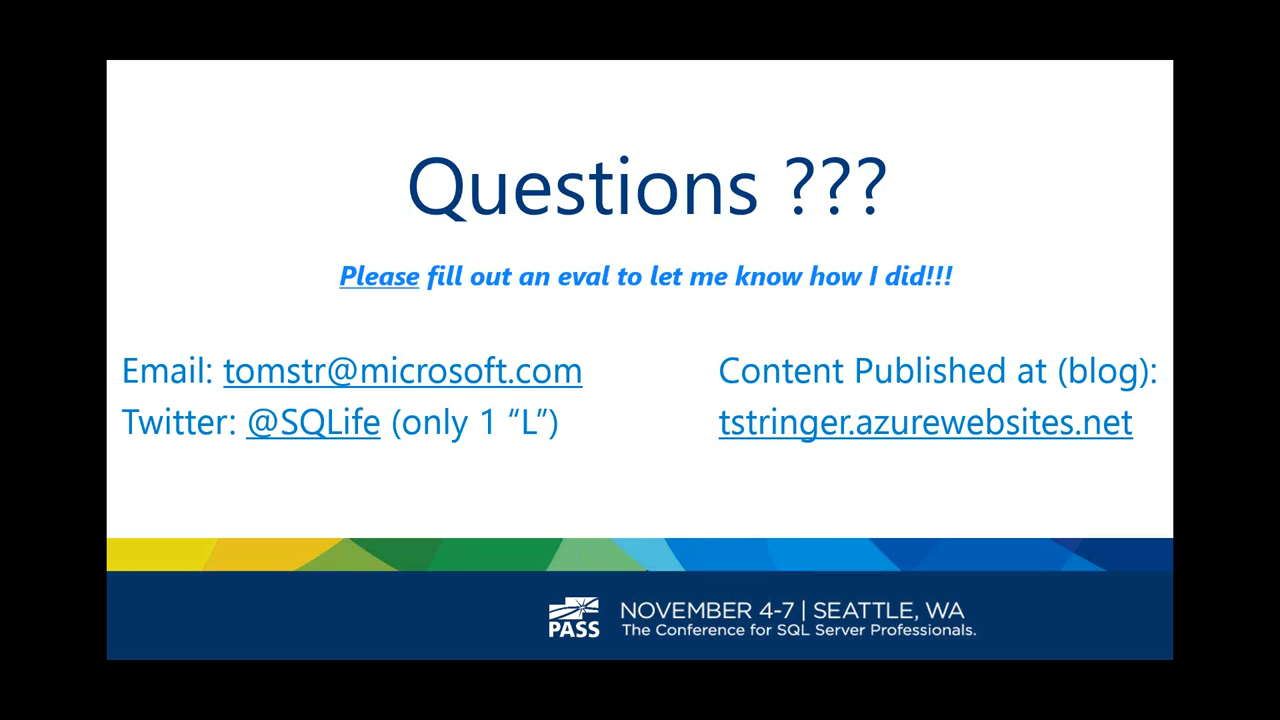 Questions ???
Please fill out an eval to let me know how I did!!!
Email: tomstr@microsoft.com
Twitter: @SQLife (only 1 “L”)
Content Published at (blog):
tstringer.azurewebsites.net
PASS
NOVEMBER 4-7 | SEATTLE, WA
The Conference for SQL Server Professionals.